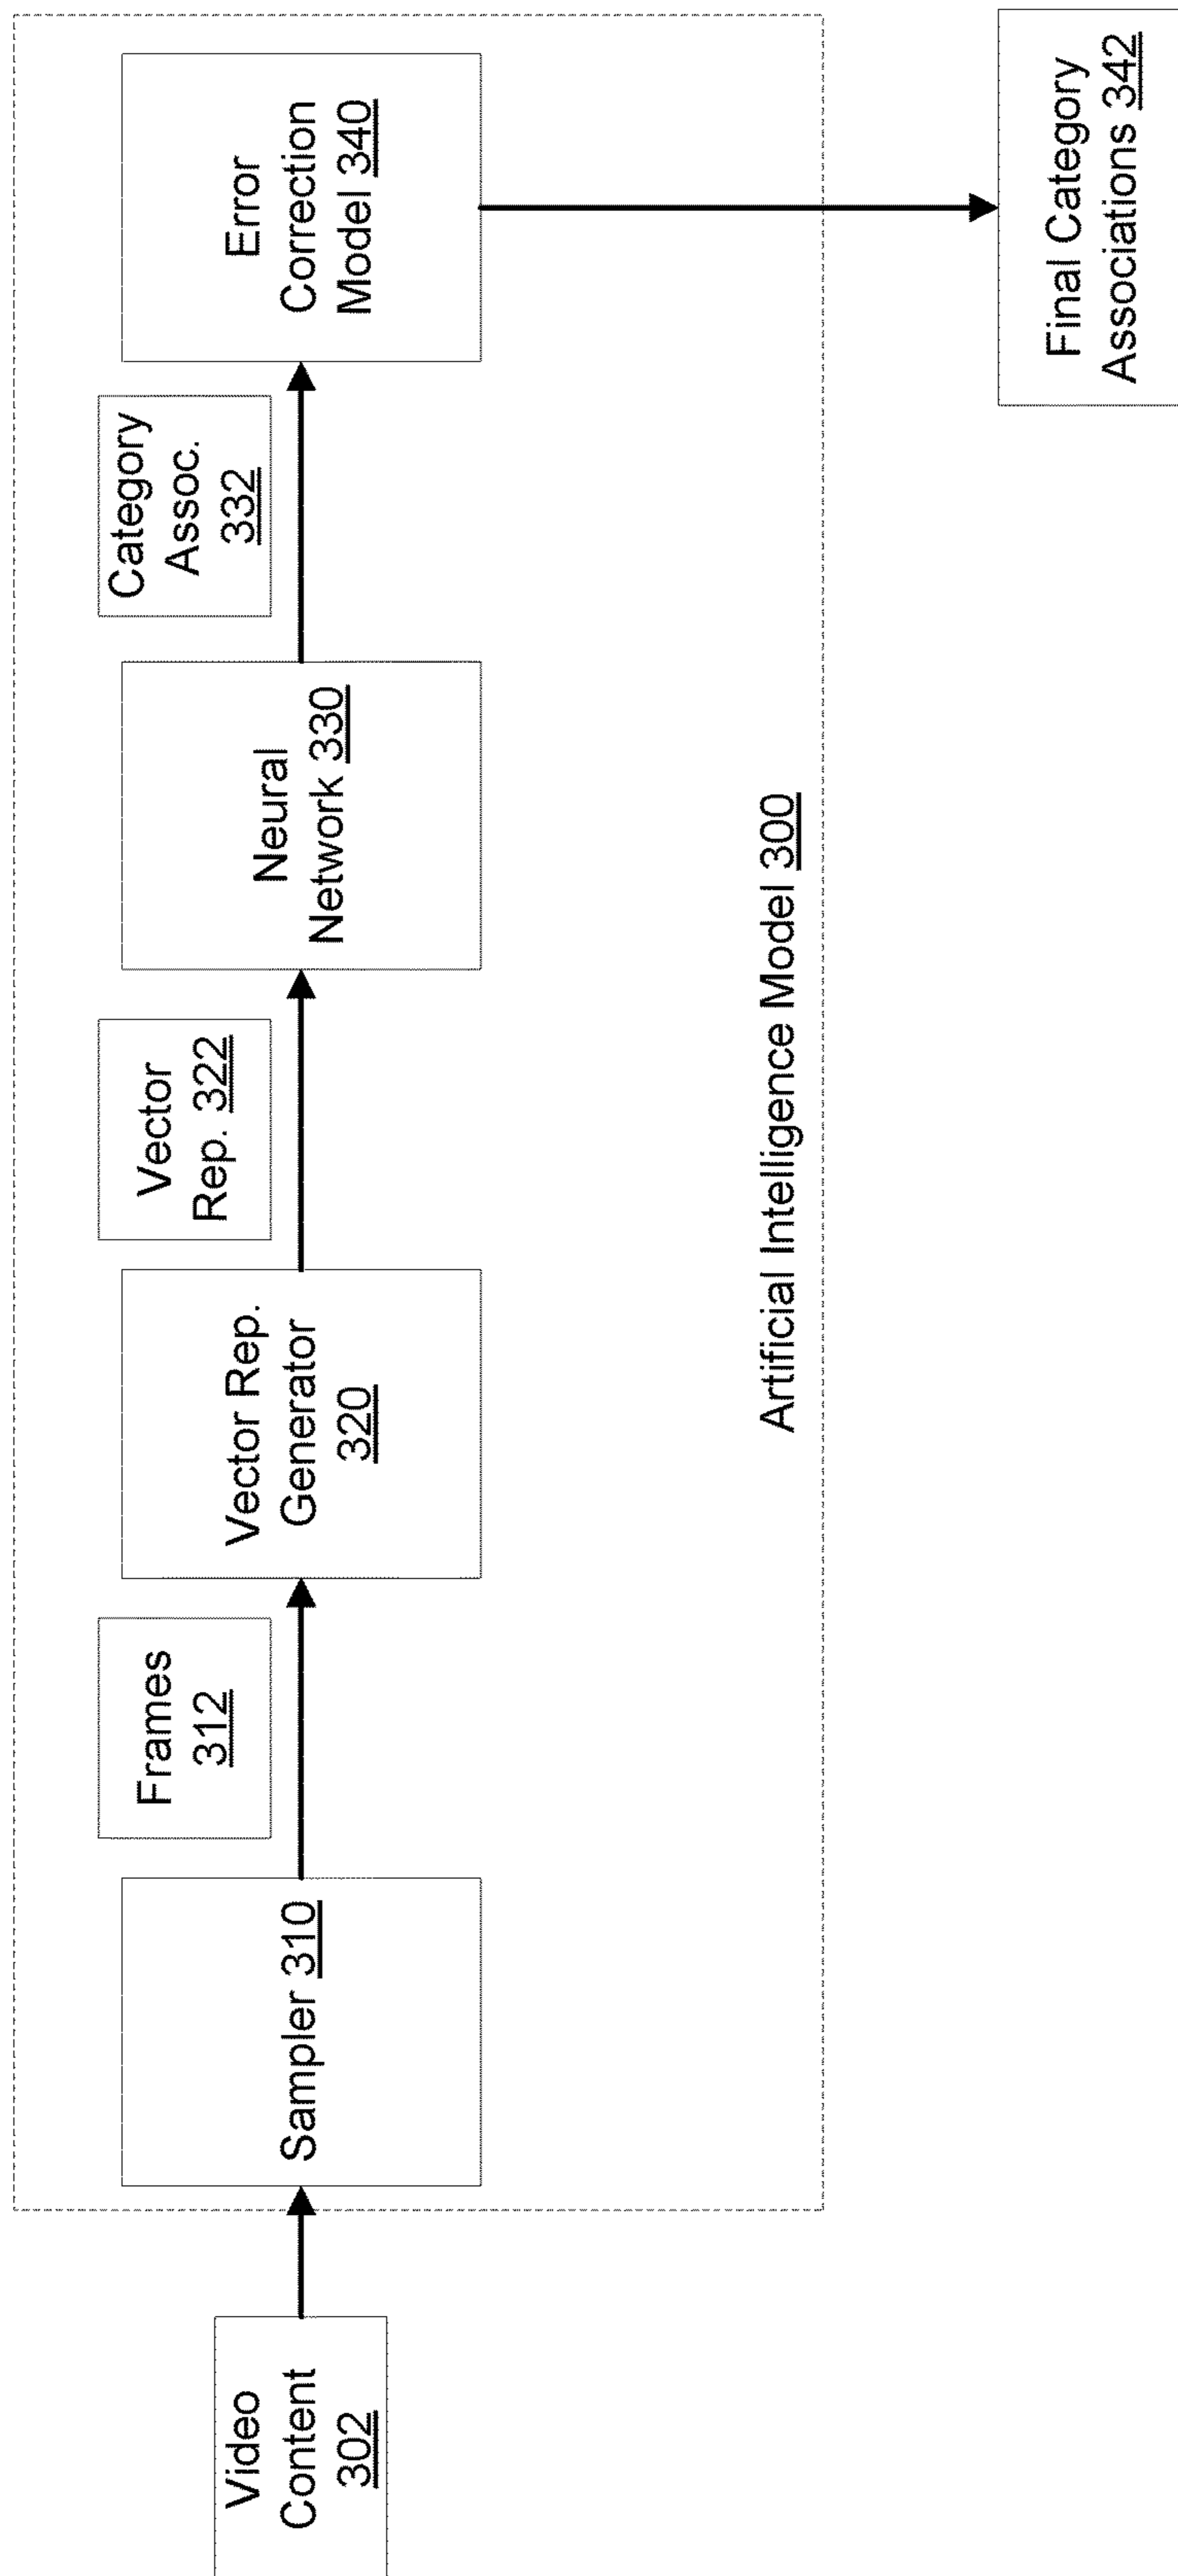 Video
Content
302
Sampler 310
Frames
312
Vector Rep.
Generator
320
Vector
Rep. 322
Neural
Network 330
Category
Assoc.
332
Error
Correction
Model 340
Artificial Intelligence Model 300
Final Category
Associations 342